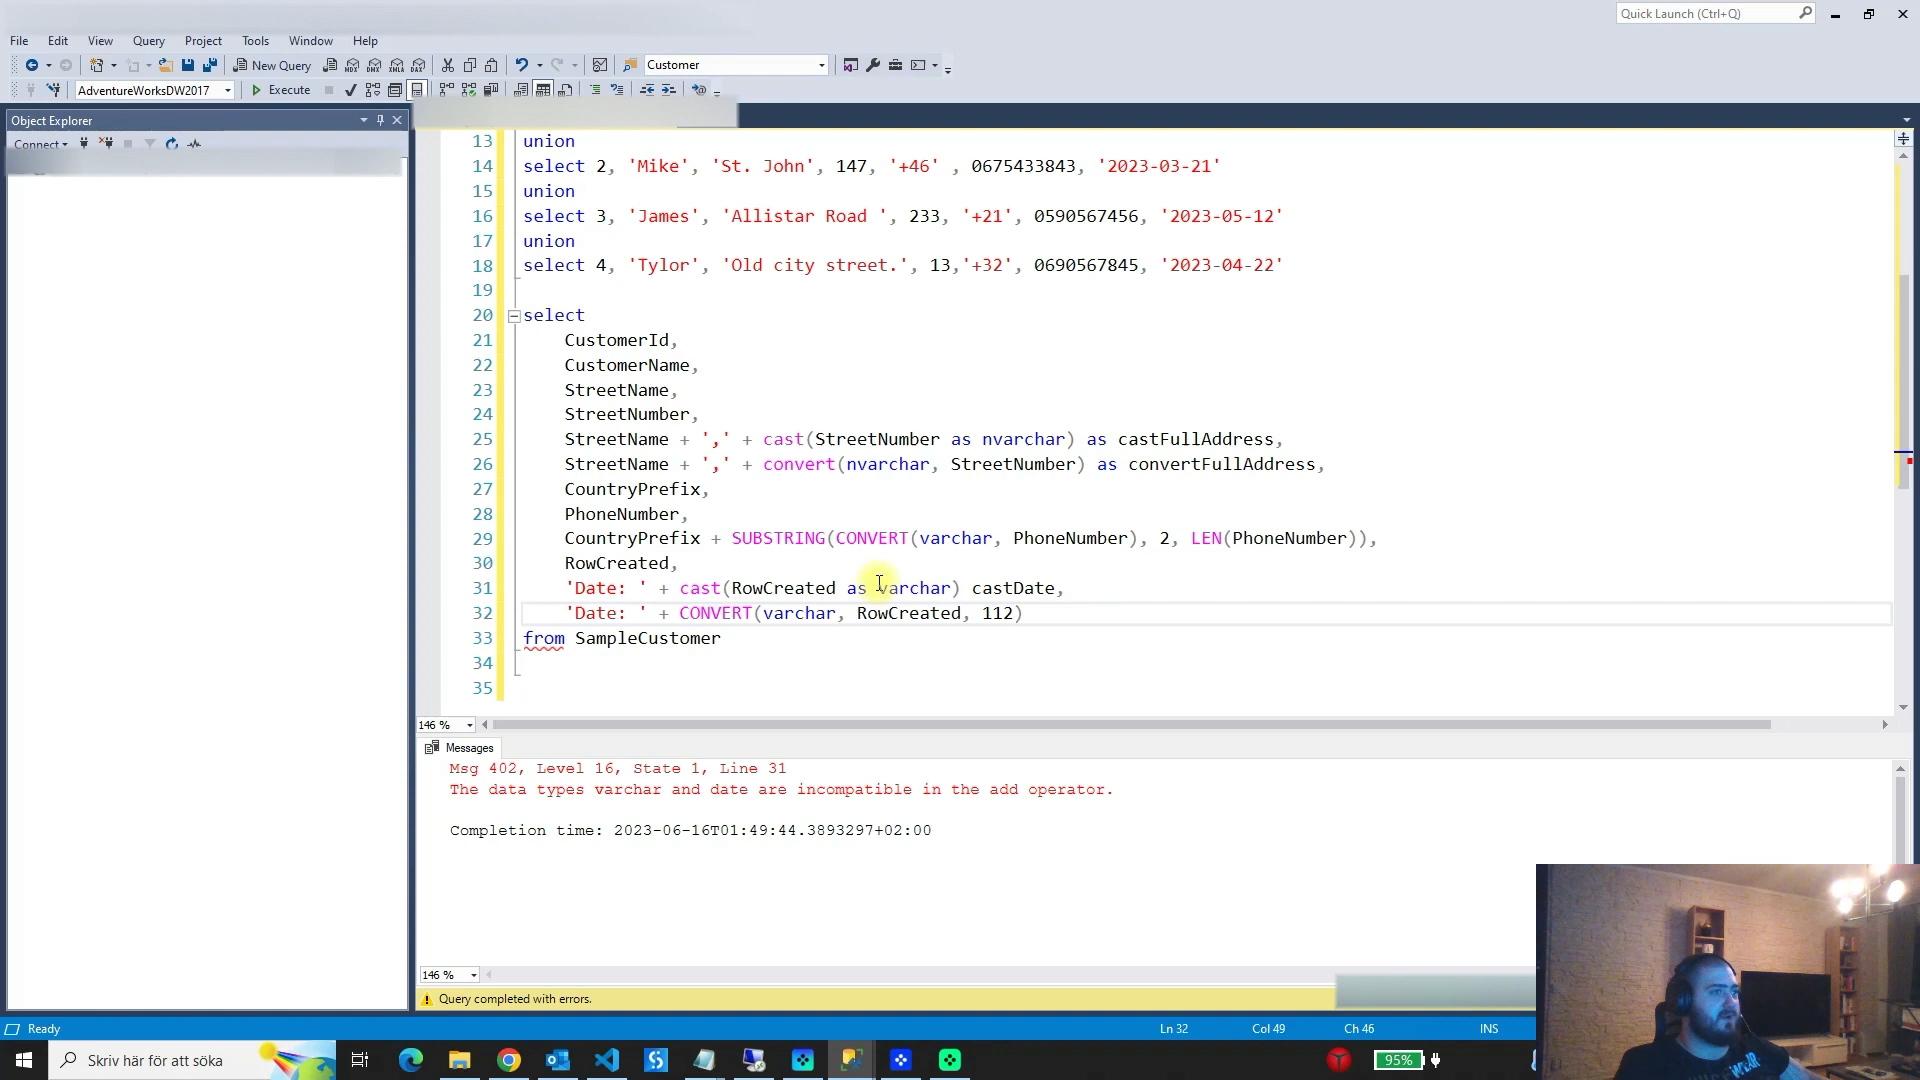 Quick Launch (Ctrl+Q)
File Edit View Query Project Tools Window Help
New Query MDX DMX XMLA DAX Customer
AdventureWorksDW2017 Execute
Object Explorer
Connect
13 union
14 select 2, 'Mike', 'St. John', 147, '+46' , 0675433843, '2023-03-21'
15 union
16 select 3, 'James', 'Allistar Road ', 233, '+21', 0590567456, '2023-05-12'
17 union
18 select 4, 'Tylor', 'Old city street.', 13,'+32', 0690567845, '2023-04-22'
19
20 select
21 CustomerId,
22 CustomerName,
23 StreetName,
24 StreetNumber,
25 StreetName + ',' + cast(StreetNumber as nvarchar) as castFullAddress,
26 StreetName + ',' + convert(nvarchar, StreetNumber) as convertFullAddress,
27 CountryPrefix,
28 PhoneNumber,
29 CountryPrefix + SUBSTRING(CONVERT(varchar, PhoneNumber), 2, LEN(PhoneNumber)),
30 RowCreated,
31 'Date: ' + cast(RowCreated as varchar) castDate,
32 'Date: ' + CONVERT(varchar, RowCreated, 112)
33 from SampleCustomer
34
35
146 %
Messages
Msg 402, Level 16, State 1, Line 31
The data types varchar and date are incompatible in the add operator.
Completion time: 2023-06-16T01:49:44.3893297+02:00
146 %
Query completed with errors.
Ready Ln 32 Col 49 Ch 46 INS
Skriv här för att söka 95%